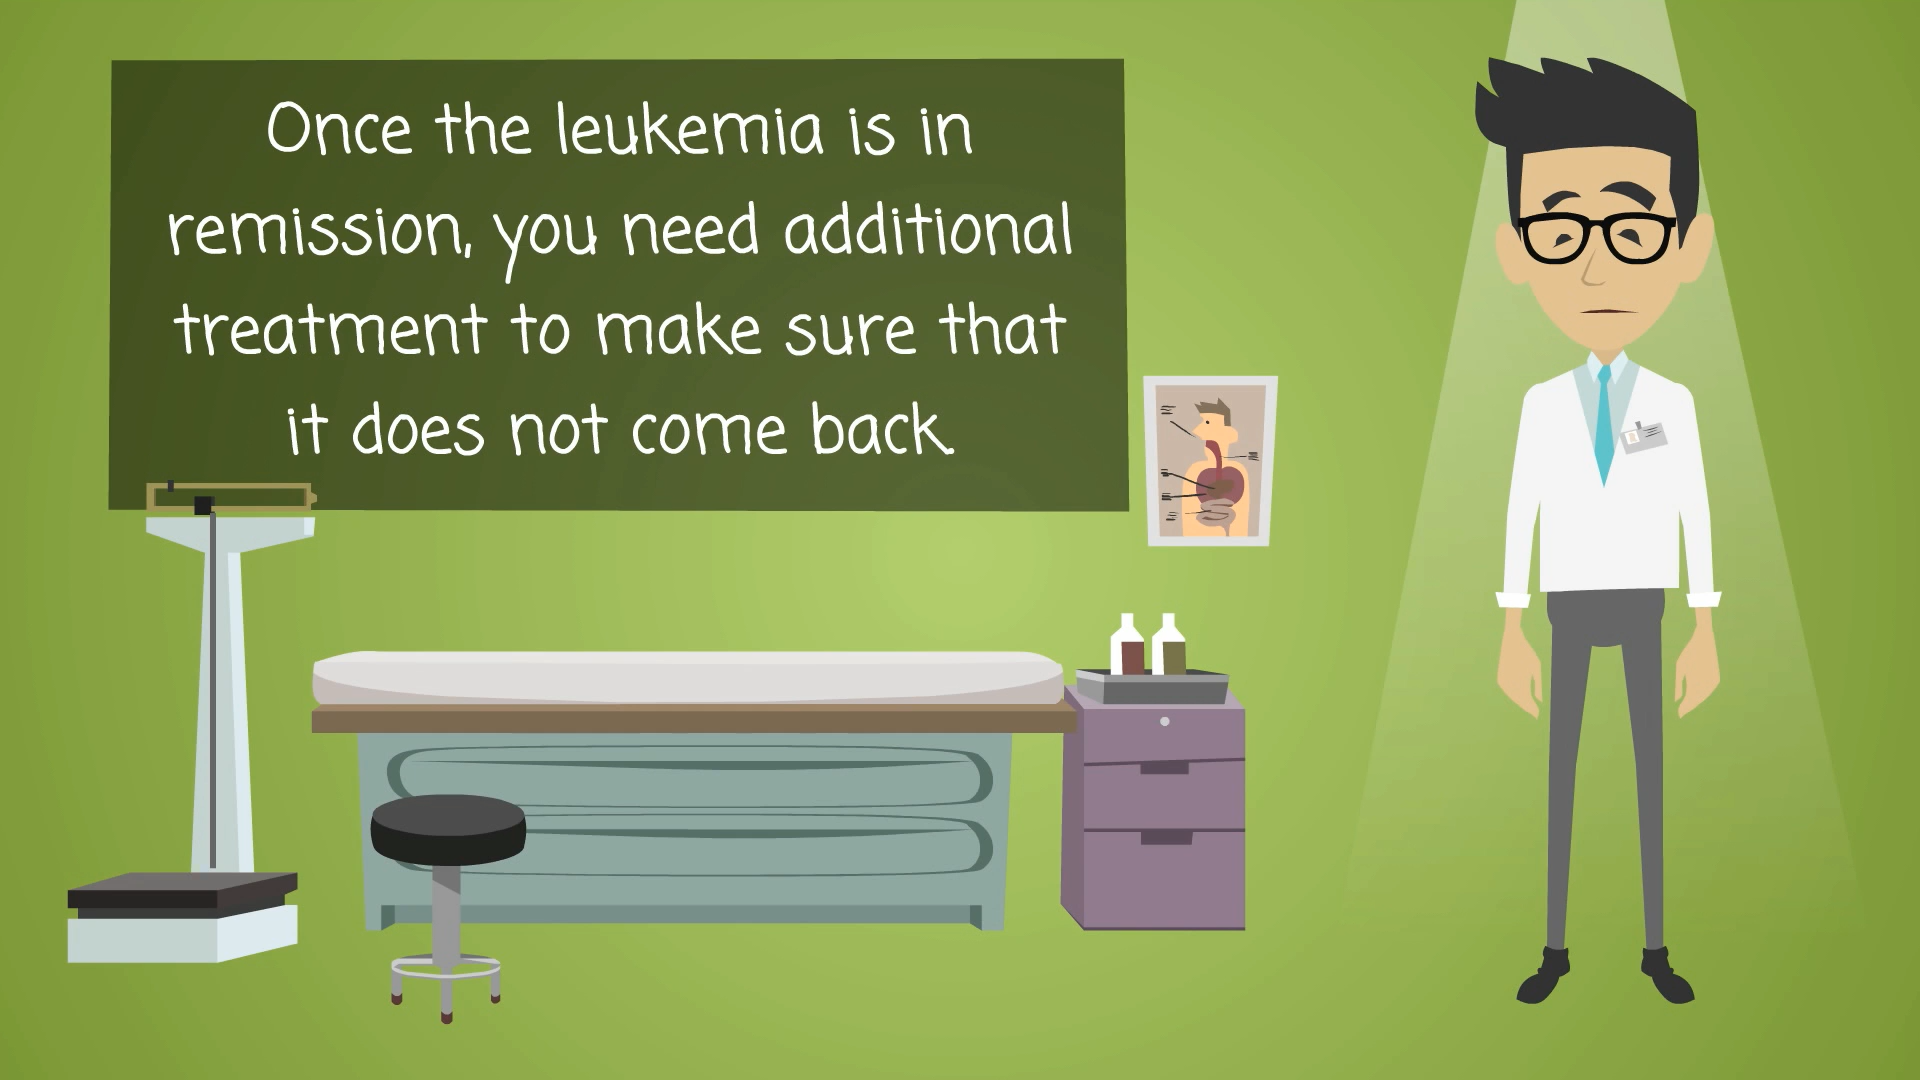 Once the leukemia is in
remission, you need additional
treatment to make sure that
it does not come back.